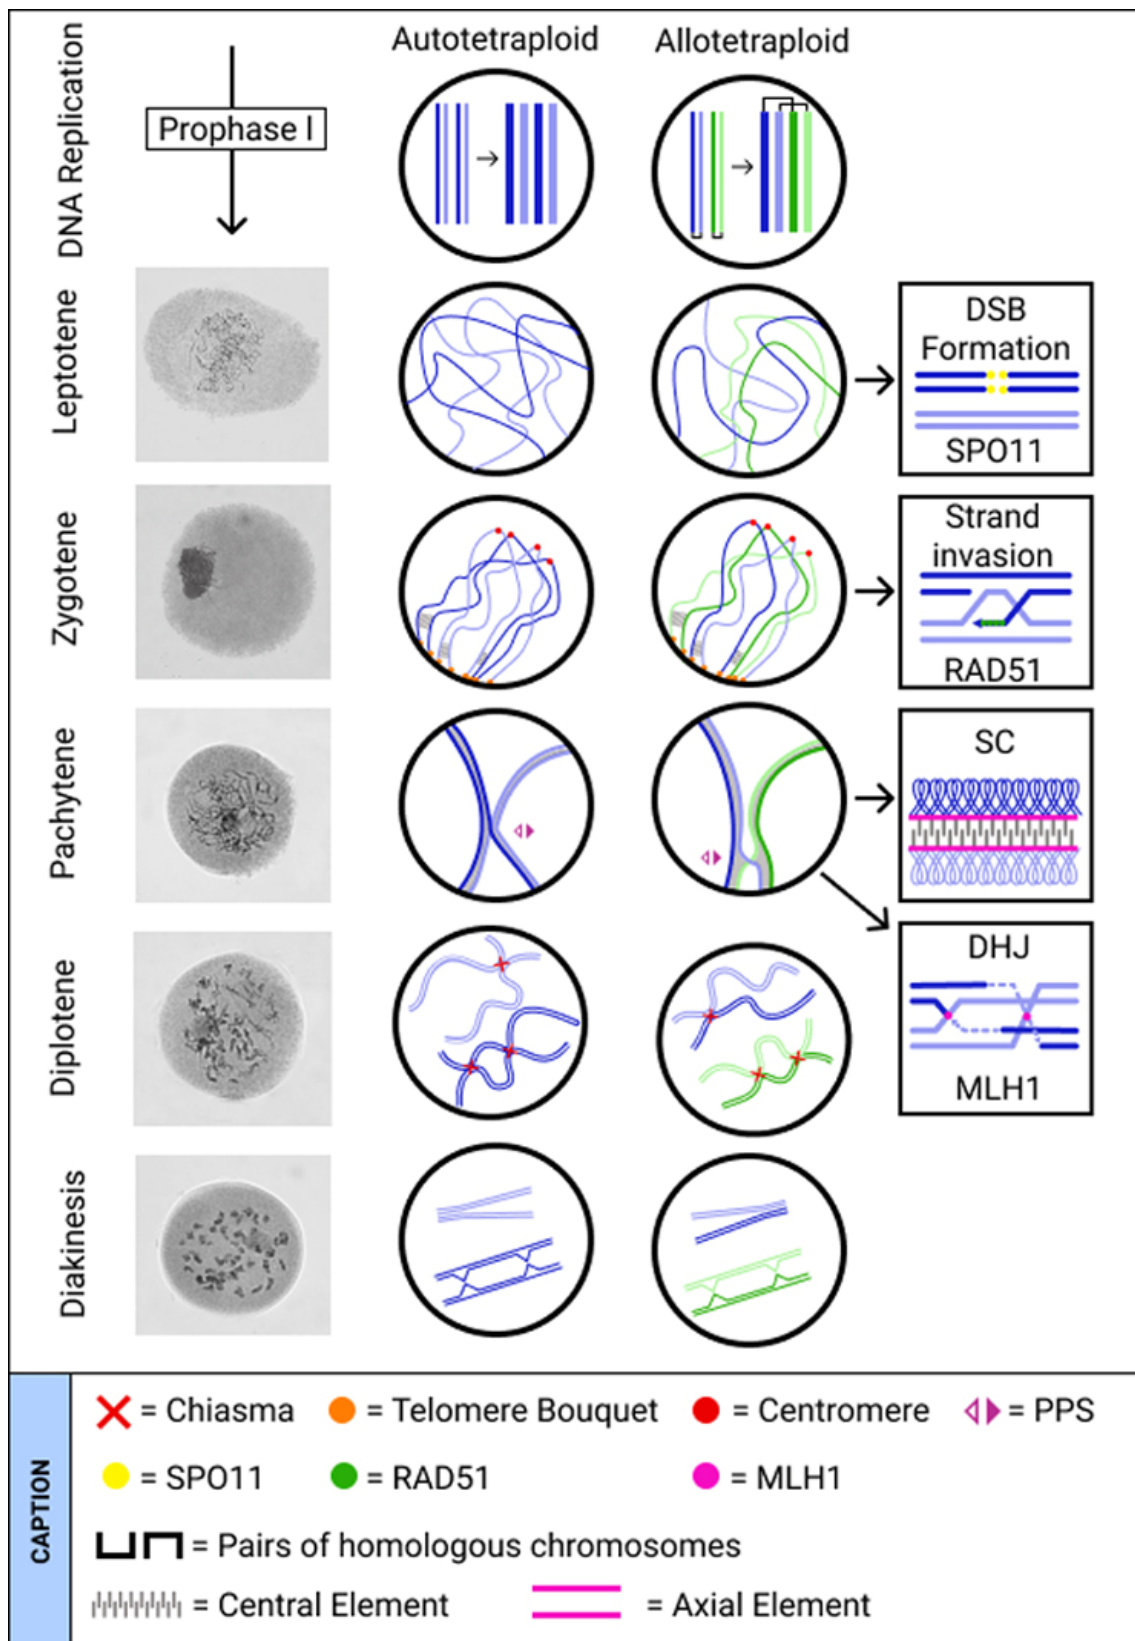 Autotetraploid
Allotetraploid
DNA Replication
Prophase I
Leptotene
DSB
Formation
SPO11
Zygotene
Strand
invasion
RAD51
Pachytene
SC
DHJ
MLH1
Diplotene
Diakinesis
CAPTION
= Chiasma
= Telomere Bouquet
= Centromere
= PPS
= SPO11
= RAD51
= MLH1
= Pairs of homologous chromosomes
= Central Element
= Axial Element